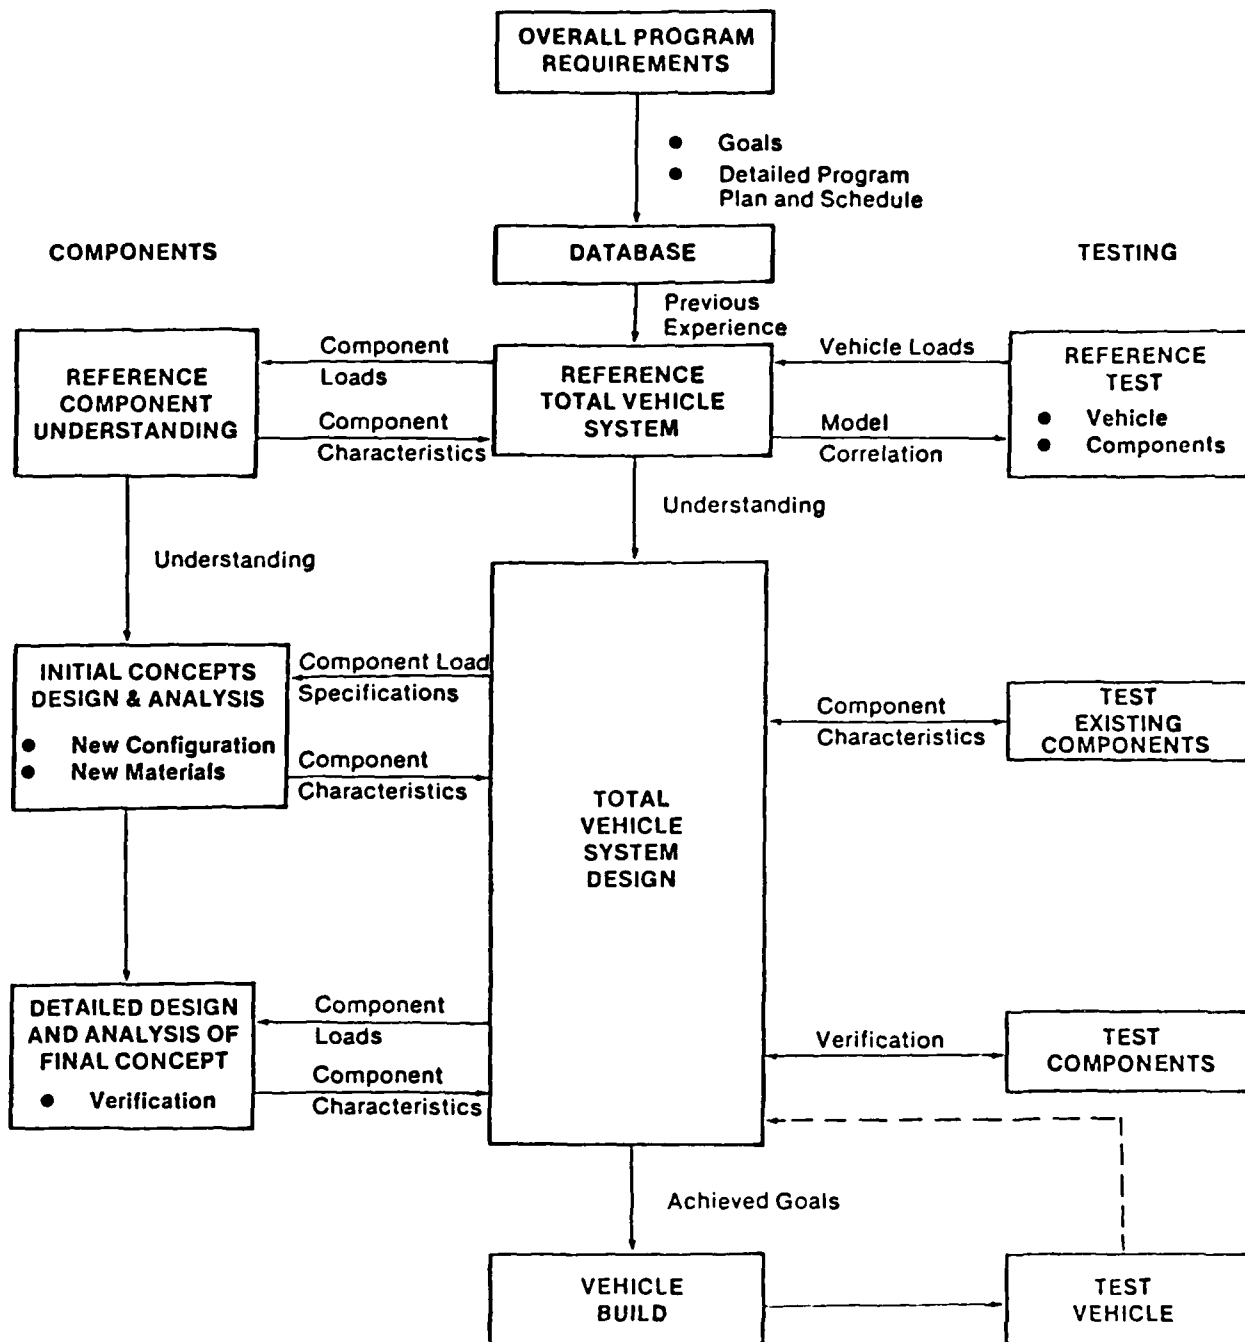 OVERALL PROGRAM
REQUIREMENTS
● Goals
● Detailed Program
Plan and Schedule
COMPONENTS
DATABASE
TESTING
Previous
Experience
REFERENCE
COMPONENT
UNDERSTANDING
Component
Loads
Component
Characteristics
REFERENCE
TOTAL VEHICLE
SYSTEM
Vehicle Loads
Model
Correlation
REFERENCE
TEST
● Vehicle
● Components
Understanding
Understanding
INITIAL CONCEPTS
DESIGN & ANALYSIS
● New Configuration
● New Materials
Component Load
Specifications
Component
Characteristics
TOTAL
VEHICLE
SYSTEM
DESIGN
Component
Characteristics
TEST
EXISTING
COMPONENTS
DETAILED DESIGN
AND ANALYSIS OF
FINAL CONCEPT
● Verification
Component
Loads
Component
Characteristics
Verification
TEST
COMPONENTS
Achieved Goals
VEHICLE
BUILD
TEST
VEHICLE